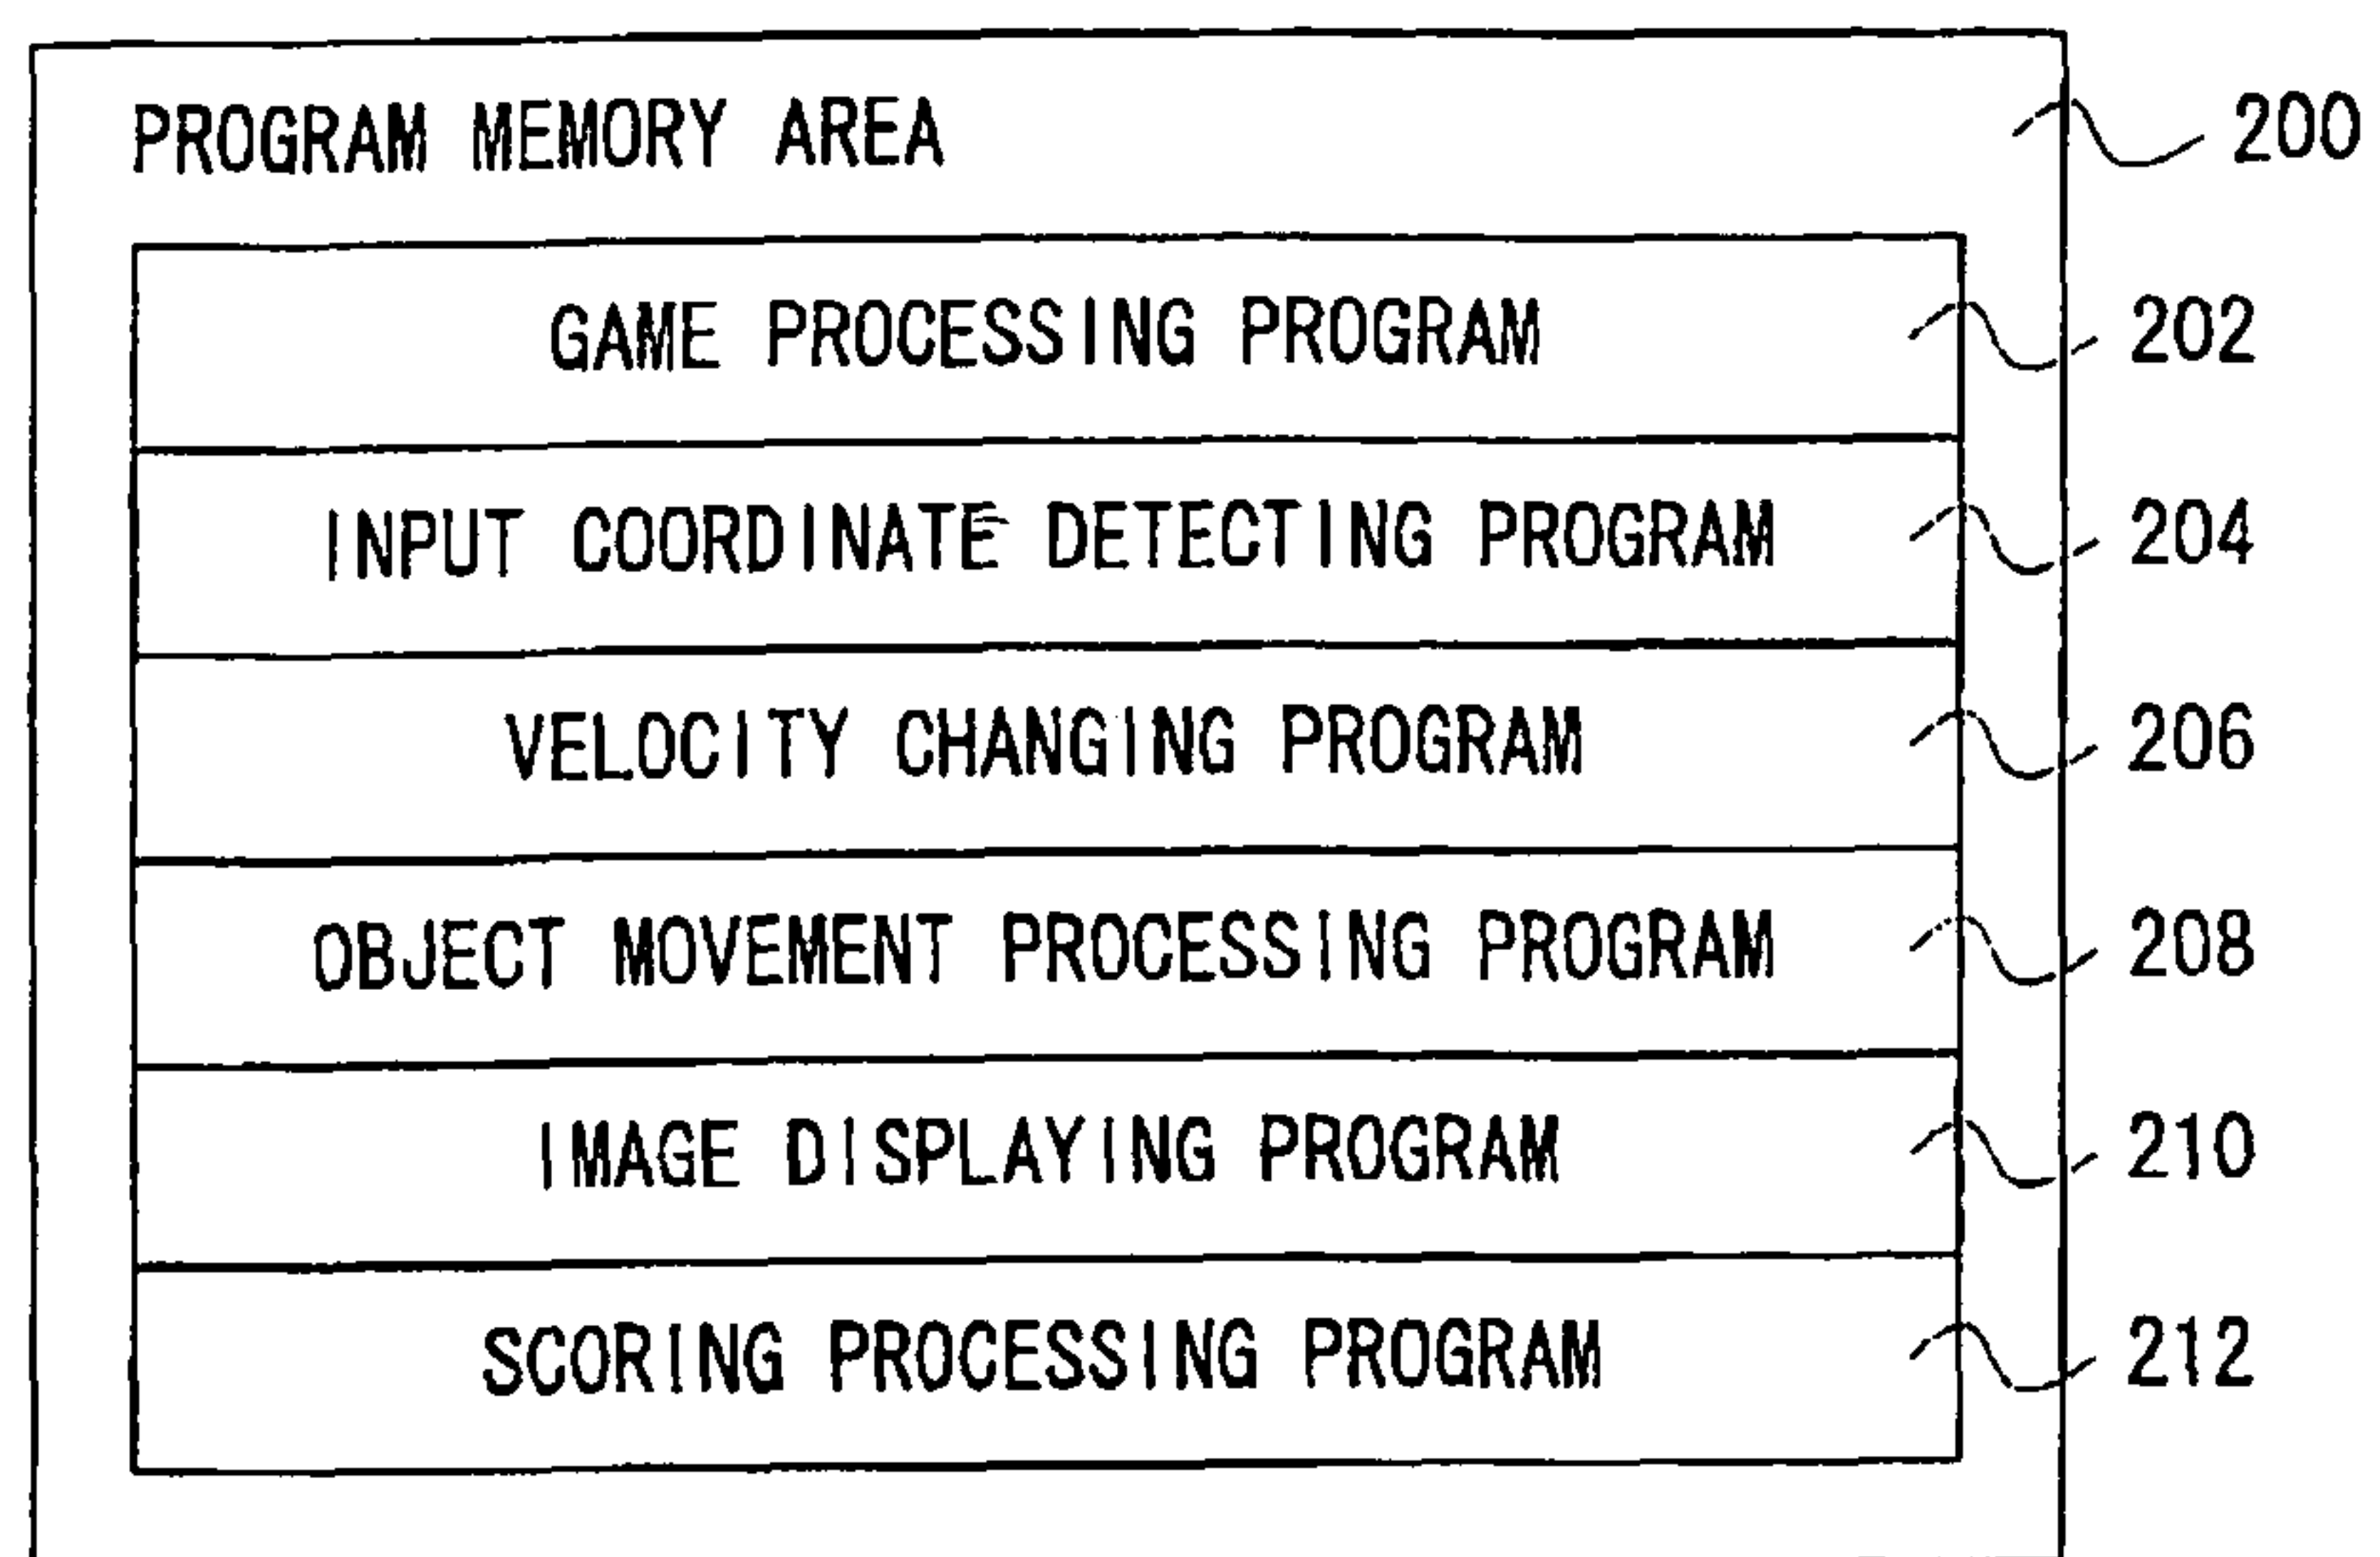 PROGRAM MEMORY AREA 200
GAME PROCESSING PROGRAM 202
INPUT COORDINATE DETECTING PROGRAM 204
VELOCITY CHANGING PROGRAM 206
OBJECT MOVEMENT PROCESSING PROGRAM 208
IMAGE DISPLAYING PROGRAM 210
SCORING PROCESSING PROGRAM 212